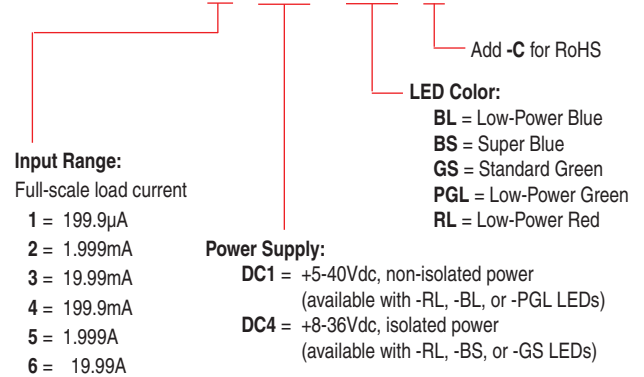 Add -C for RoHS
LED Color:
BL = Low-Power Blue
BS = Super Blue
GS = Standard Green
PGL = Low-Power Green
RL = Low-Power Red
Input Range:
Full-scale load current
1 = 199.9µA
2 = 1.999mA
3 = 19.99mA
4 = 199.9mA
5 = 1.999A
6 = 19.99A
Power Supply:
DC1 = +5-40Vdc, non-isolated power
(available with -RL, -BL, or -PGL LEDs)
DC4 = +8-36Vdc, isolated power
(available with -RL, -BS, or -GS LEDs)